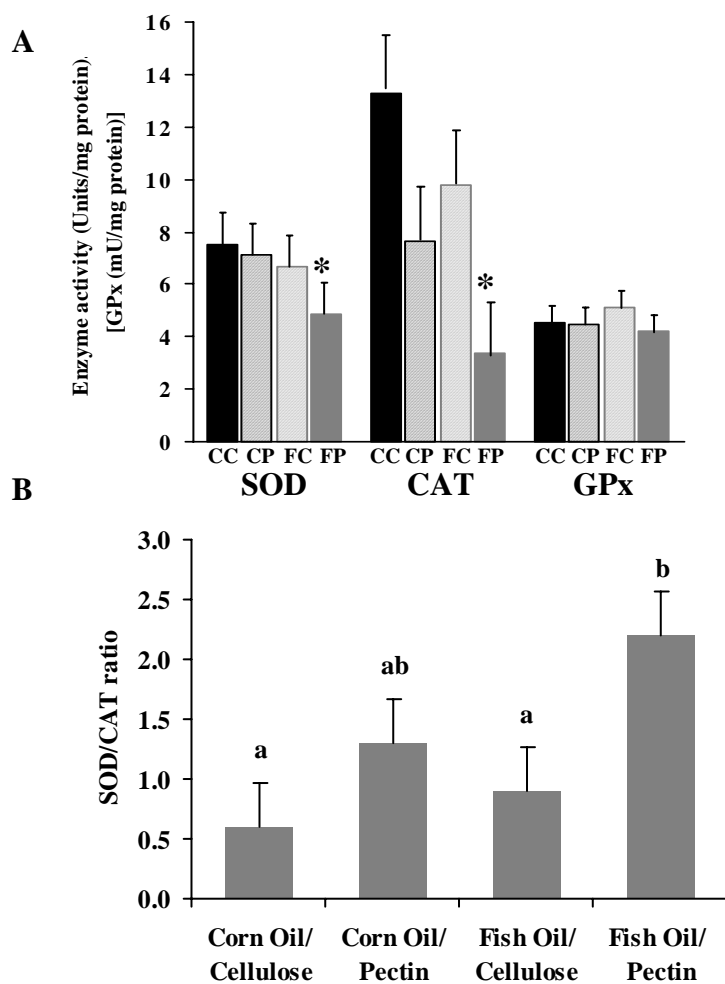 A
Enzyme activity (Units/mg protein),
[GPx (mU/mg protein)]
16
14
12
10
8
6
4
2
0
*
*
CC CP FC FP CC CP FC FP CC CP FC FP
SOD CAT GPx
B
SOD/CAT ratio
3.0
2.5
2.0
1.5
1.0
0.5
0.0
a
ab
a
b
Corn Oil/ Corn Oil/ Fish Oil/ Fish Oil/
Cellulose Pectin Cellulose Pectin